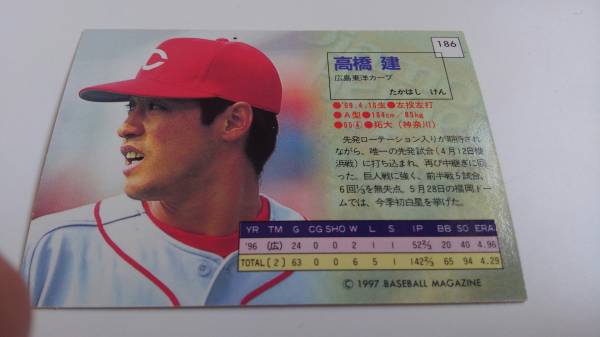 186
高橋 建
広島東洋カープ
たかはし けん
●'69.4.16生●左投左打
●A型●184cm/85kg
●95④●拓大(神奈川)
先発ローテーション入りが期待され
ながら、唯一の先発試合(4月12日横
浜戦)に打ち込まれ、再び中継ぎに回
った。巨人戦に強く、前半戦5試合、
6回⅓を無失点。5月28日の福岡ドー
ムでは、今季初白星を挙げた。
YR TM G CG SHO W L S IP BB SO ERA
'96 (広) 24 0 0 2 1 1 52⅔ 20 40 4.96
TOTAL〔2〕 63 0 0 6 5 1 142⅔ 65 94 4.29
© 1997 BASEBALL MAGAZINE
C